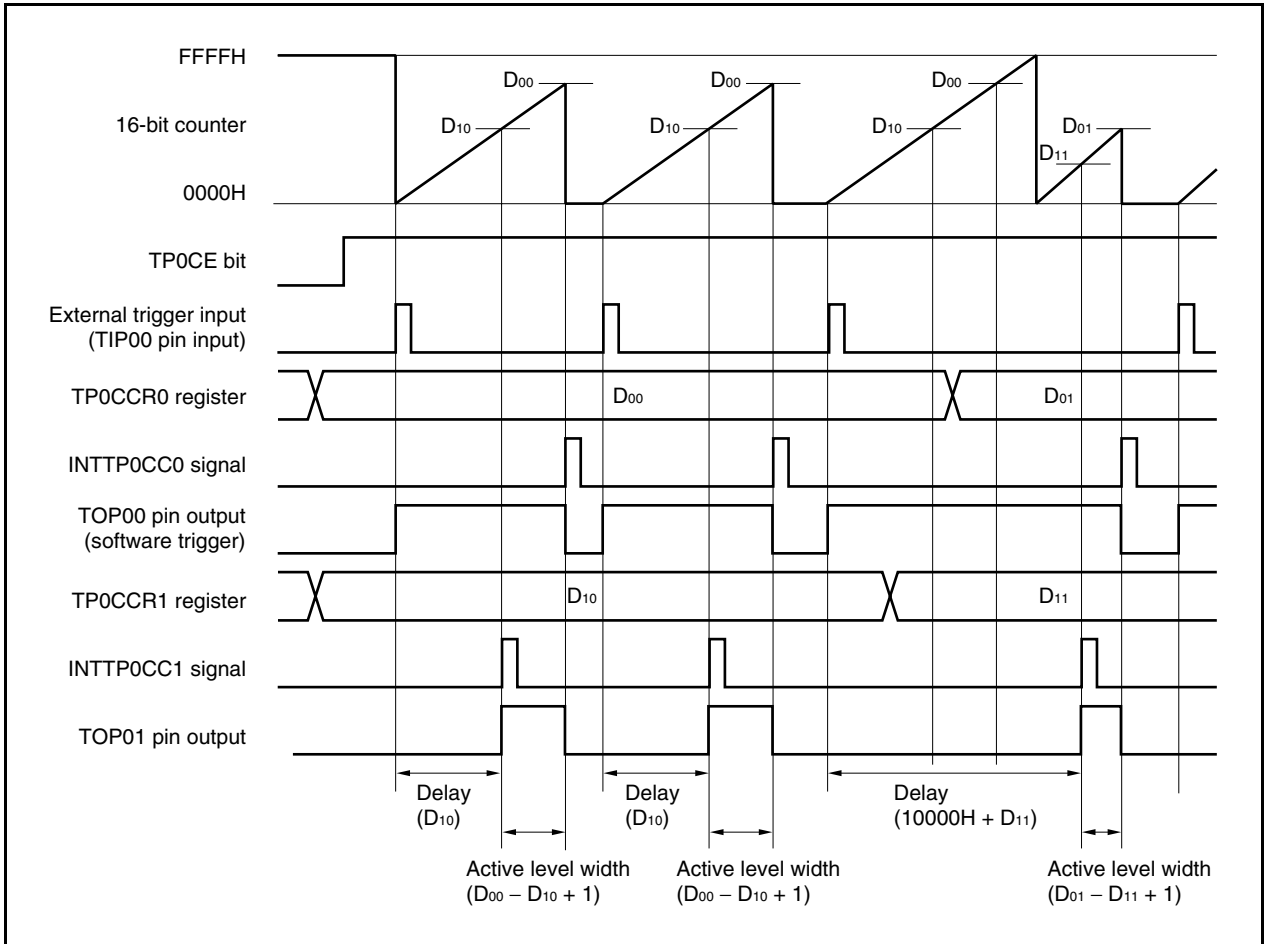 FFFFH
D00
D00
D00
16-bit counter
D10
D10
D10
D01
D11
0000H
TP0CE bit
External trigger input
(TIP00 pin input)
TP0CCR0 register
D00
D01
INTTP0CC0 signal
TOP00 pin output
(software trigger)
TP0CCR1 register
D10
D11
INTTP0CC1 signal
TOP01 pin output
Delay
(D10)
Delay
(D10)
Delay
(10000H + D11)
Active level width
(D00 − D10 + 1)
Active level width
(D00 − D10 + 1)
Active level width
(D01 − D11 + 1)